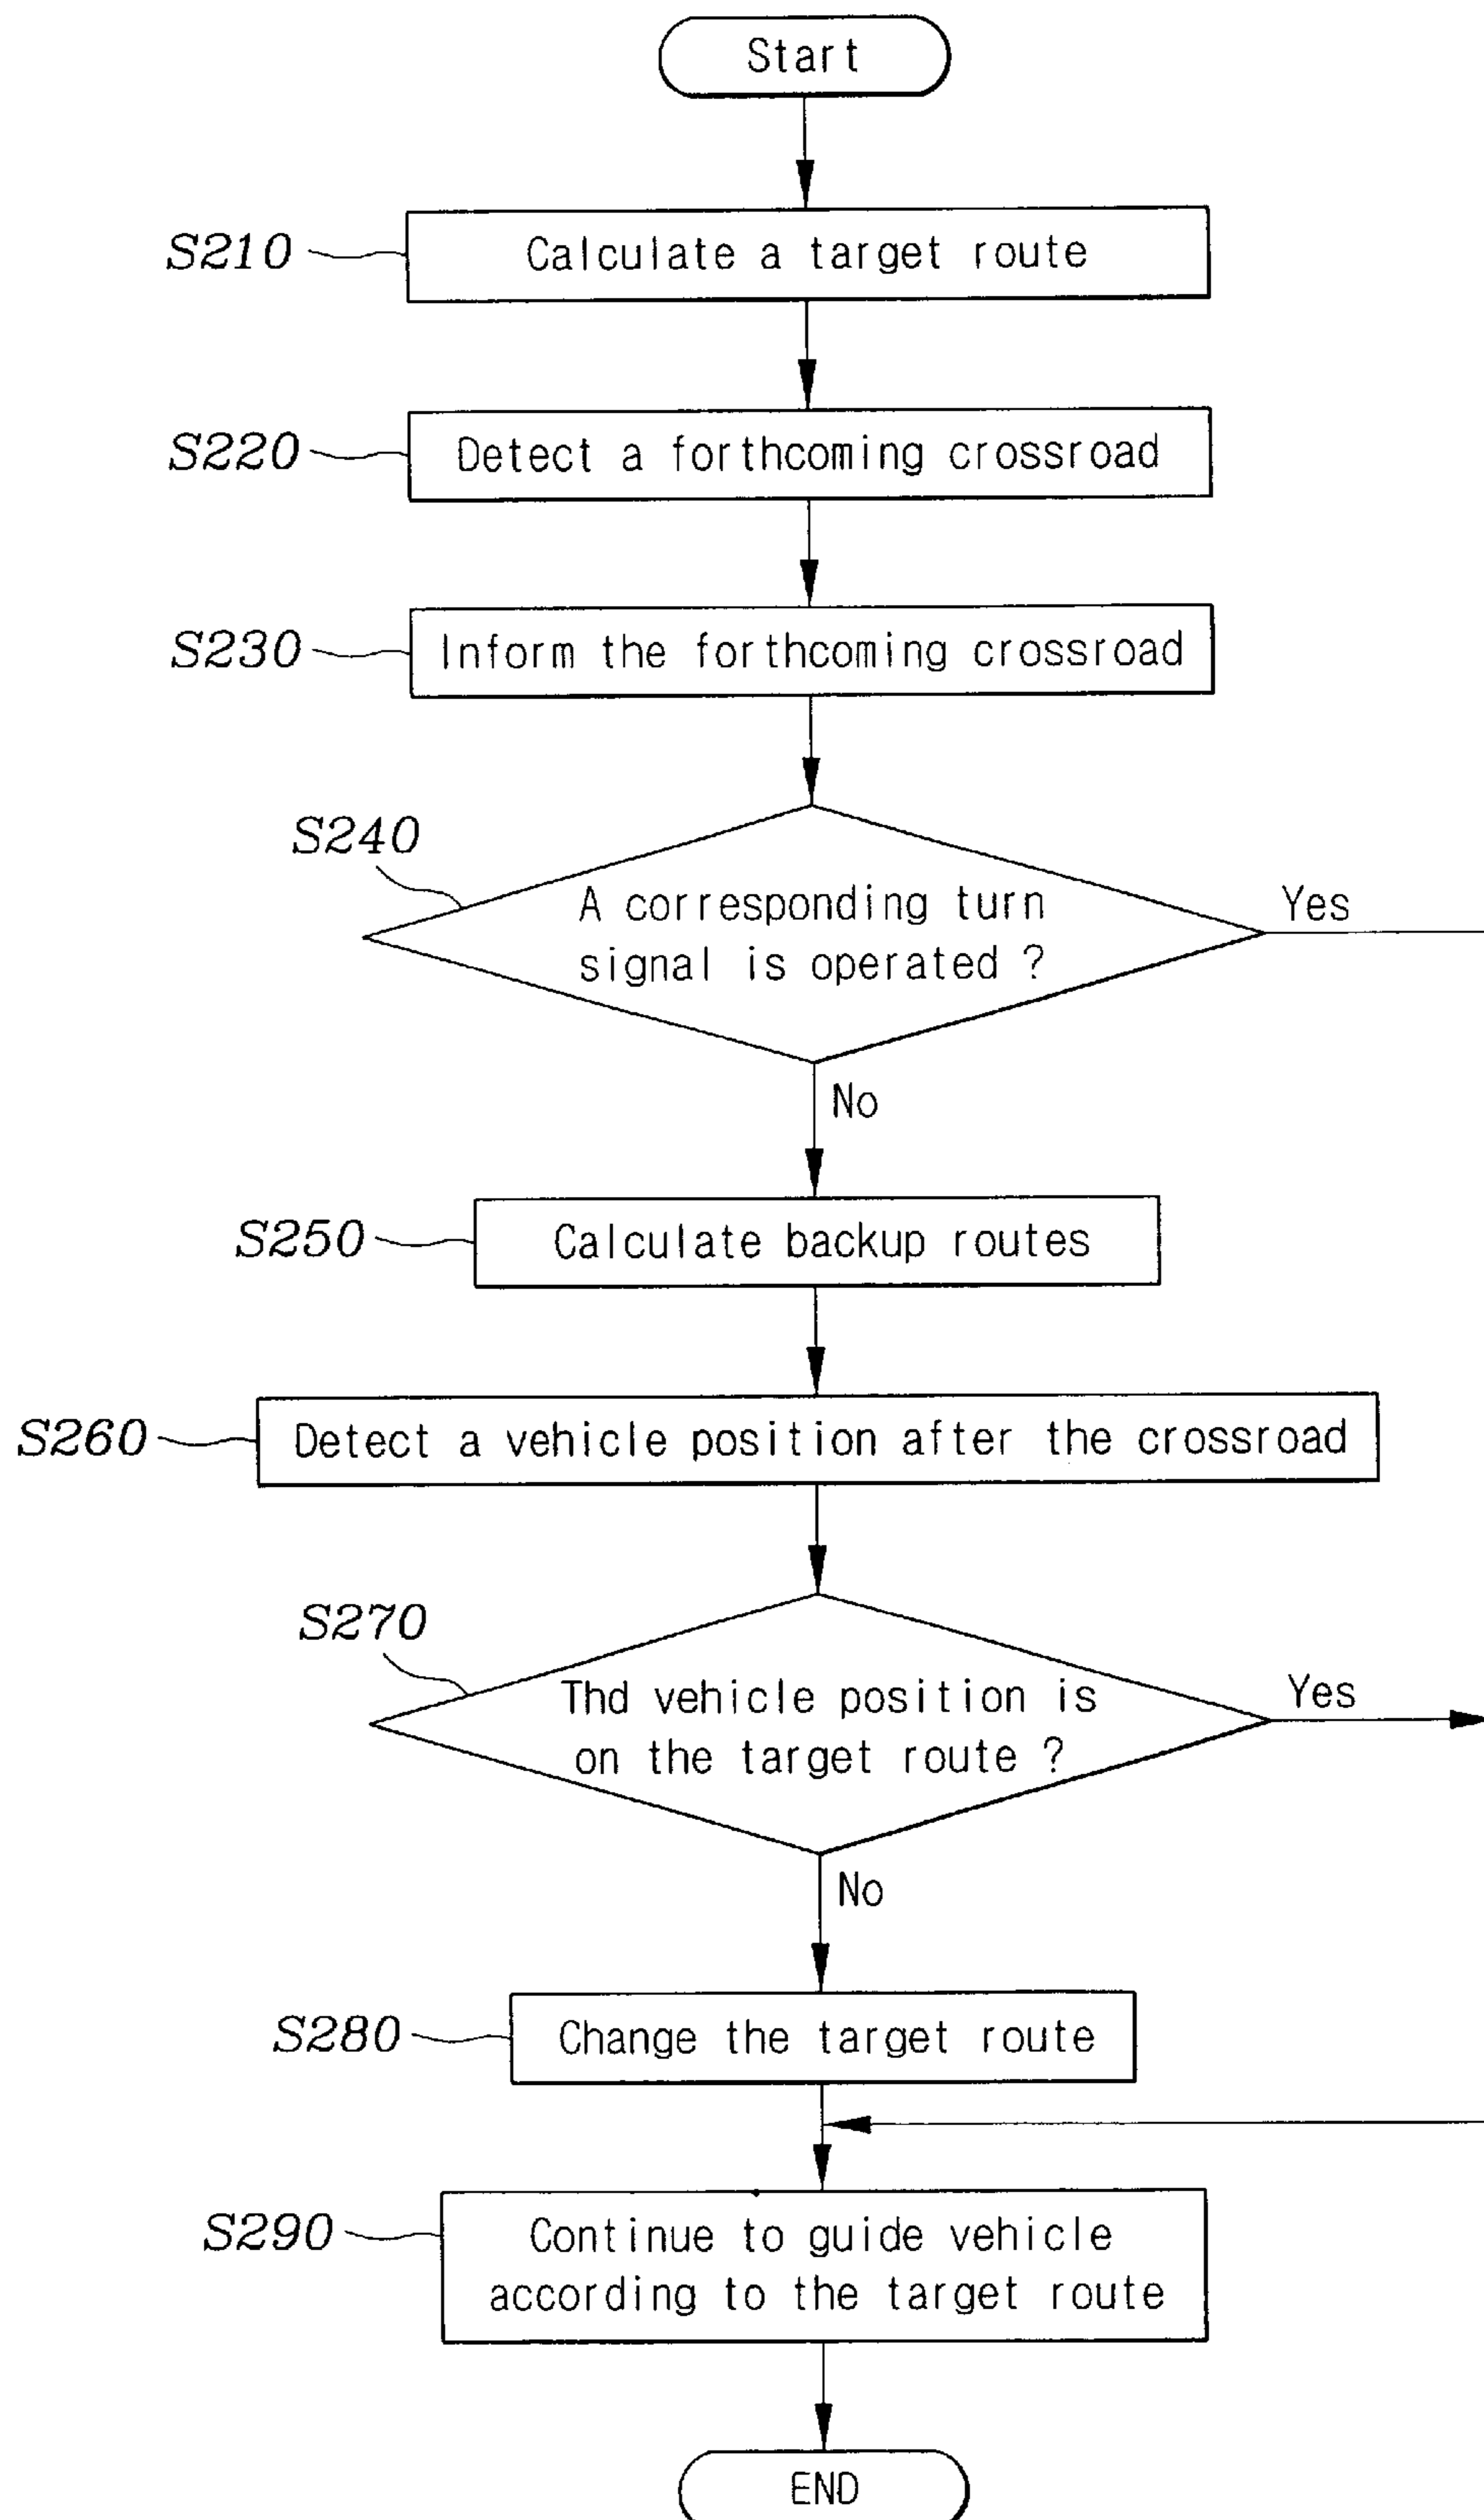 Start
S210
Calculate a target route
S220
Detect a forthcoming crossroad
S230
Inform the forthcoming crossroad
S240
A corresponding turn
signal is operated ?
Yes
No
S250
Calculate backup routes
S260
Detect a vehicle position after the crossroad
S270
Thd vehicle position is
on the target route ?
Yes
No
S280
Change the target route
S290
Continue to guide vehicle
according to the target route
END